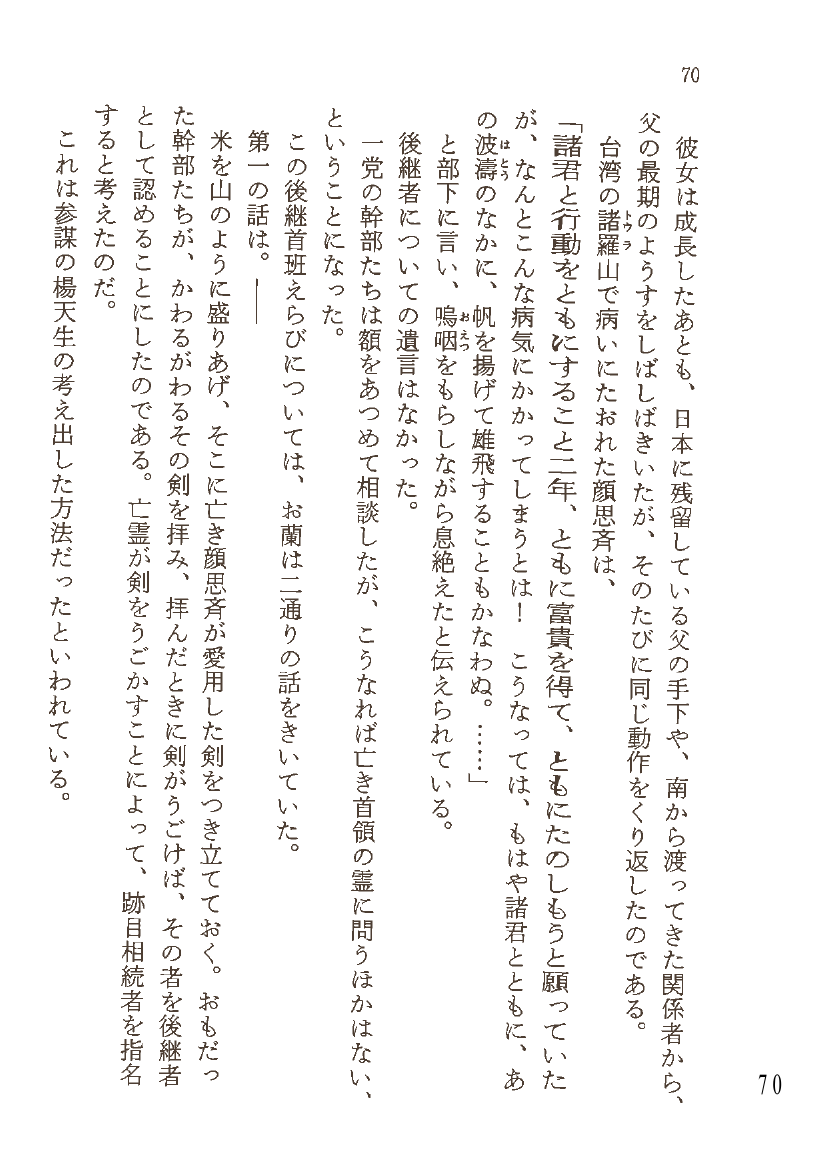 70
彼女は成長したあとも、日本に残留している父の手下や、南から渡ってきた関係者から、
父の最期のようすをしばしばきいたが、そのたびに同じ動作をくり返したのである。
台湾の諸羅山で病いにたおれた顔思斉は、
トウラ
「諸君と行動をともにすること二年、ともに富貴を得て、ともにたのしもうと願っていた
が、なんとこんな病気にかかってしまうとは！　こうなっては、もはや諸君とともに、あ
の波濤のなかに、帆を揚げて雄飛することもかなわぬ。……」
はとう
と部下に言い、嗚咽をもらしながら息絶えたと伝えられている。
おえつ
後継者についての遺言はなかった。
一党の幹部たちは額をあつめて相談したが、こうなれば亡き首領の霊に問うほかはない、
ということになった。
この後継首班えらびについては、お蘭は二通りの話をきいていた。
第一の話は。――
米を山のように盛りあげ、そこに亡き顔思斉が愛用した剣をつき立てておく。おもだっ
た幹部たちが、かわるがわるその剣を拝み、拝んだときに剣がうごけば、その者を後継者
として認めることにしたのである。亡霊が剣をうごかすことによって、跡目相続者を指名
すると考えたのだ。
これは参謀の楊天生の考え出した方法だったといわれている。
70